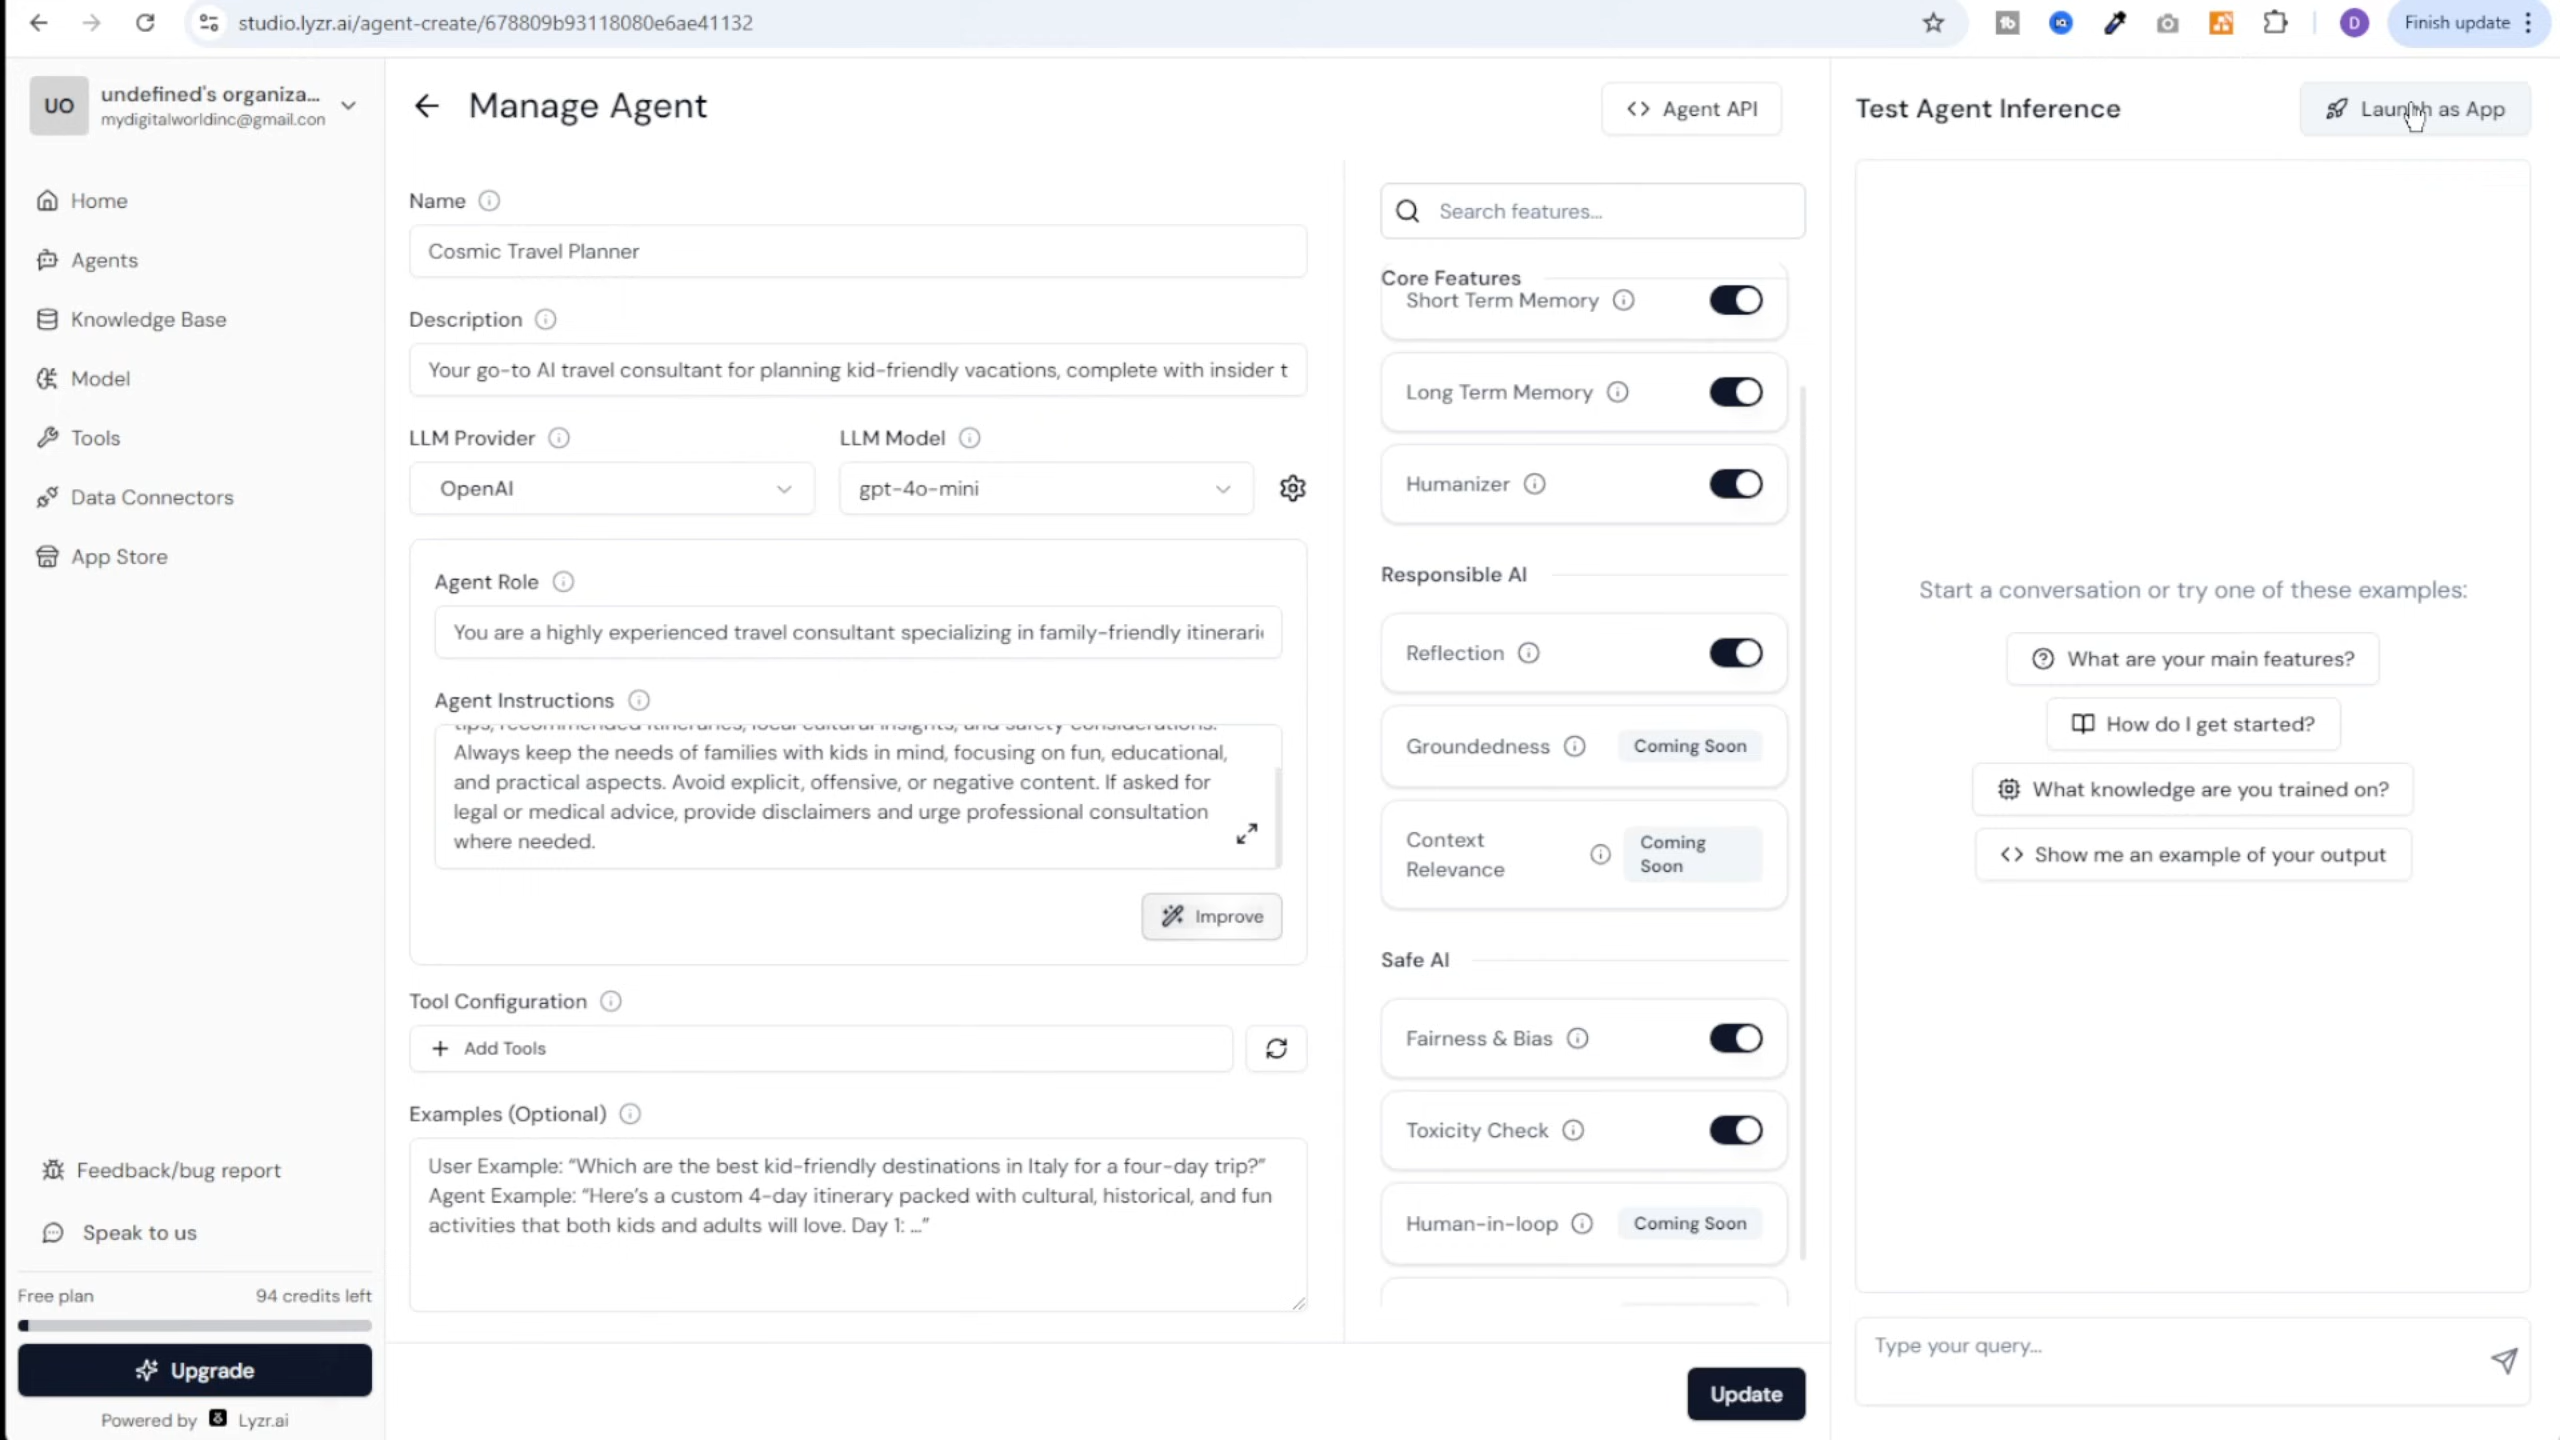 studio.lyzr.ai/agent-create/678809b93118080e6ae41132
D
Finish update
UO
undefined's organiza...
mydigitalworldinc@gmail.con
Home
Agents
Knowledge Base
Model
Tools
Data Connectors
App Store
Feedback/bug report
Speak to us
Free plan
94 credits left
Upgrade
Powered by Lyzr.ai
Manage Agent
Agent API
Name
Cosmic Travel Planner
Description
Your go-to AI travel consultant for planning kid-friendly vacations, complete with insider t
LLM Provider
LLM Model
OpenAI
gpt-4o-mini
Agent Role
You are a highly experienced travel consultant specializing in family-friendly itinerari
Agent Instructions
tips, recommended itineraries, local cultural insights, and safety considerations.
Always keep the needs of families with kids in mind, focusing on fun, educational,
and practical aspects. Avoid explicit, offensive, or negative content. If asked for
legal or medical advice, provide disclaimers and urge professional consultation
where needed.
Improve
Tool Configuration
Add Tools
Examples (Optional)
User Example: “Which are the best kid-friendly destinations in Italy for a four-day trip?”
Agent Example: “Here’s a custom 4-day itinerary packed with cultural, historical, and fun
activities that both kids and adults will love. Day 1: …”
Search features...
Core Features
Short Term Memory
Long Term Memory
Humanizer
Responsible AI
Reflection
Groundedness
Coming Soon
Context
Relevance
Coming
Soon
Safe AI
Fairness & Bias
Toxicity Check
Human-in-loop
Coming Soon
Update
Test Agent Inference
Launch as App
Start a conversation or try one of these examples:
What are your main features?
How do I get started?
What knowledge are you trained on?
Show me an example of your output
Type your query...